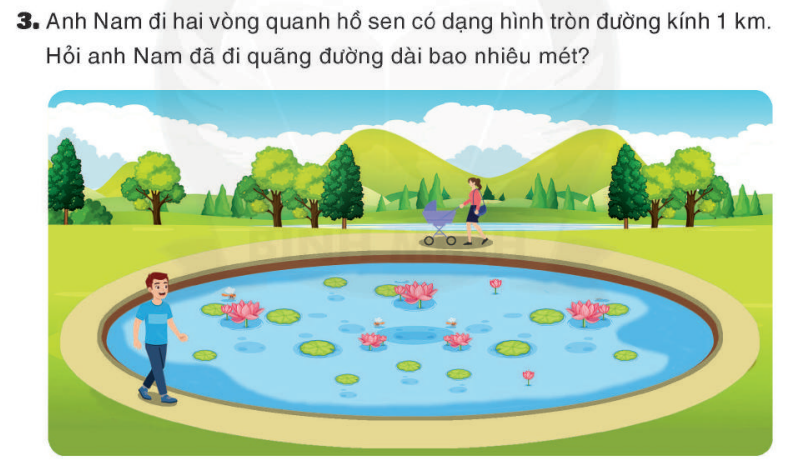 3. Anh Nam đi hai vòng quanh hồ sen có dạng hình tròn đường kính 1 km.
Hỏi anh Nam đã đi quãng đường dài bao nhiêu mét?